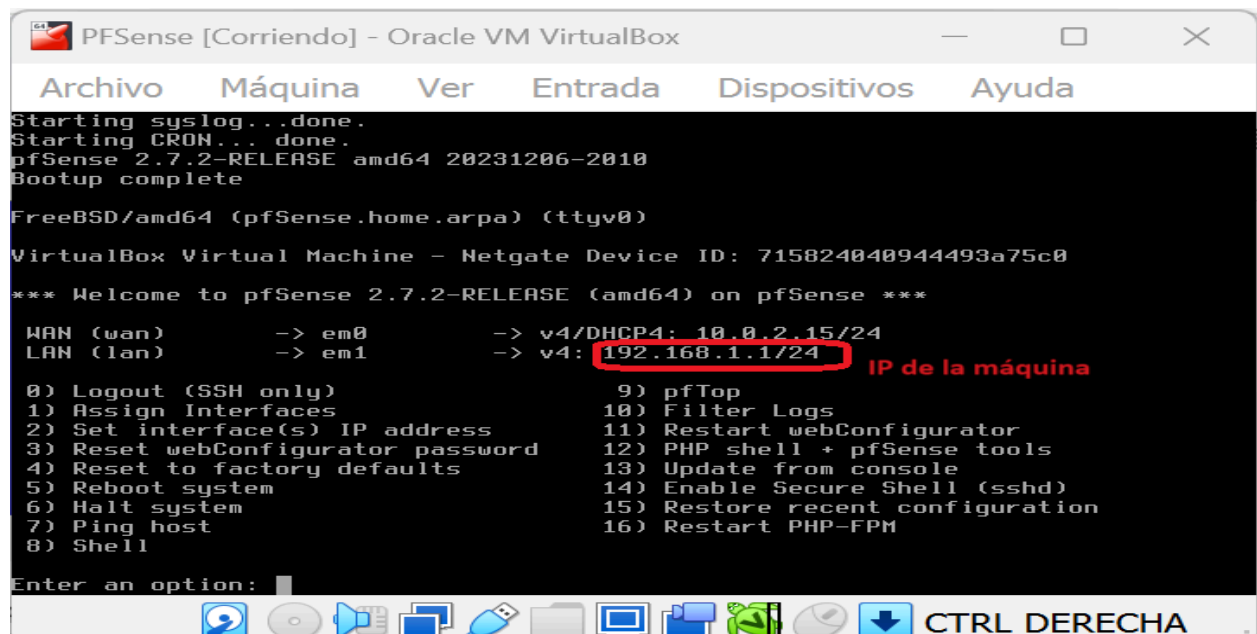 64
PFSense [Corriendo] - Oracle VM VirtualBox
Archivo Máquina Ver Entrada Dispositivos Ayuda
Starting syslog...done.
Starting CRON... done.
pfSense 2.7.2-RELEASE amd64 20231206-2010
Bootup complete
FreeBSD/amd64 (pfSense.home.arpa) (ttyv0)
VirtualBox Virtual Machine - Netgate Device ID: 715824040944493a75c0
*** Welcome to pfSense 2.7.2-RELEASE (amd64) on pfSense ***
WAN (wan) -> em0 -> v4/DHCP4: 10.0.2.15/24
LAN (lan) -> em1 -> v4: 192.168.1.1/24
IP de la máquina
0) Logout (SSH only) 9) pfTop
1) Assign Interfaces 10) Filter Logs
2) Set interface(s) IP address 11) Restart webConfigurator
3) Reset webConfigurator password 12) PHP shell + pfSense tools
4) Reset to factory defaults 13) Update from console
5) Reboot system 14) Enable Secure Shell (sshd)
6) Halt system 15) Restore recent configuration
7) Ping host 16) Restart PHP-FPM
8) Shell
Enter an option:
CTRL DERECHA